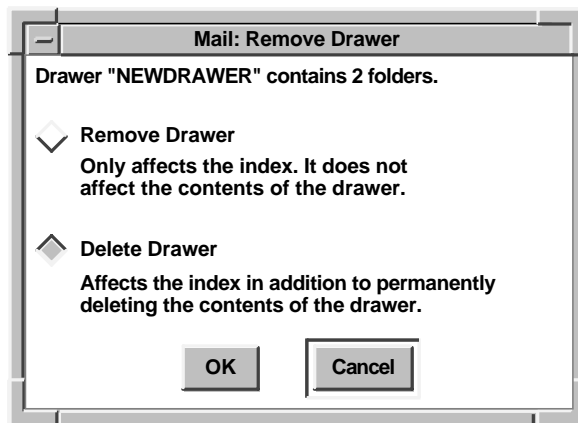 Mail: Remove Drawer
Drawer "NEWDRAWER" contains 2 folders.
Remove Drawer
Only affects the index. It does not
affect the contents of the drawer.
Delete Drawer
Affects the index in addition to permanently
deleting the contents of the drawer.
OK Cancel